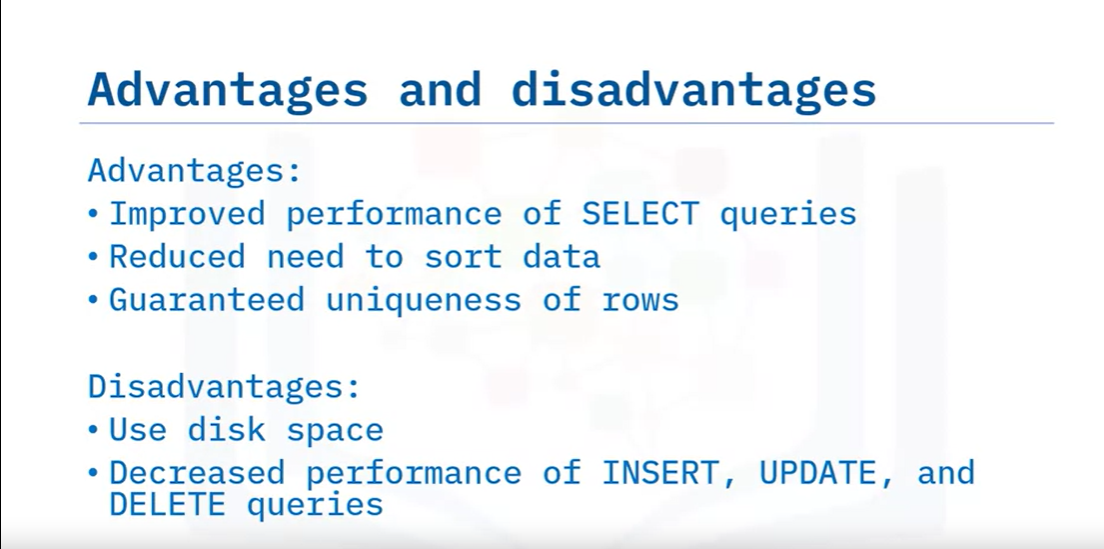 Advantages and disadvantages
Advantages:
• Improved performance of SELECT queries
• Reduced need to sort data
• Guaranteed uniqueness of rows
Disadvantages:
• Use disk space
• Decreased performance of INSERT, UPDATE, and
DELETE queries